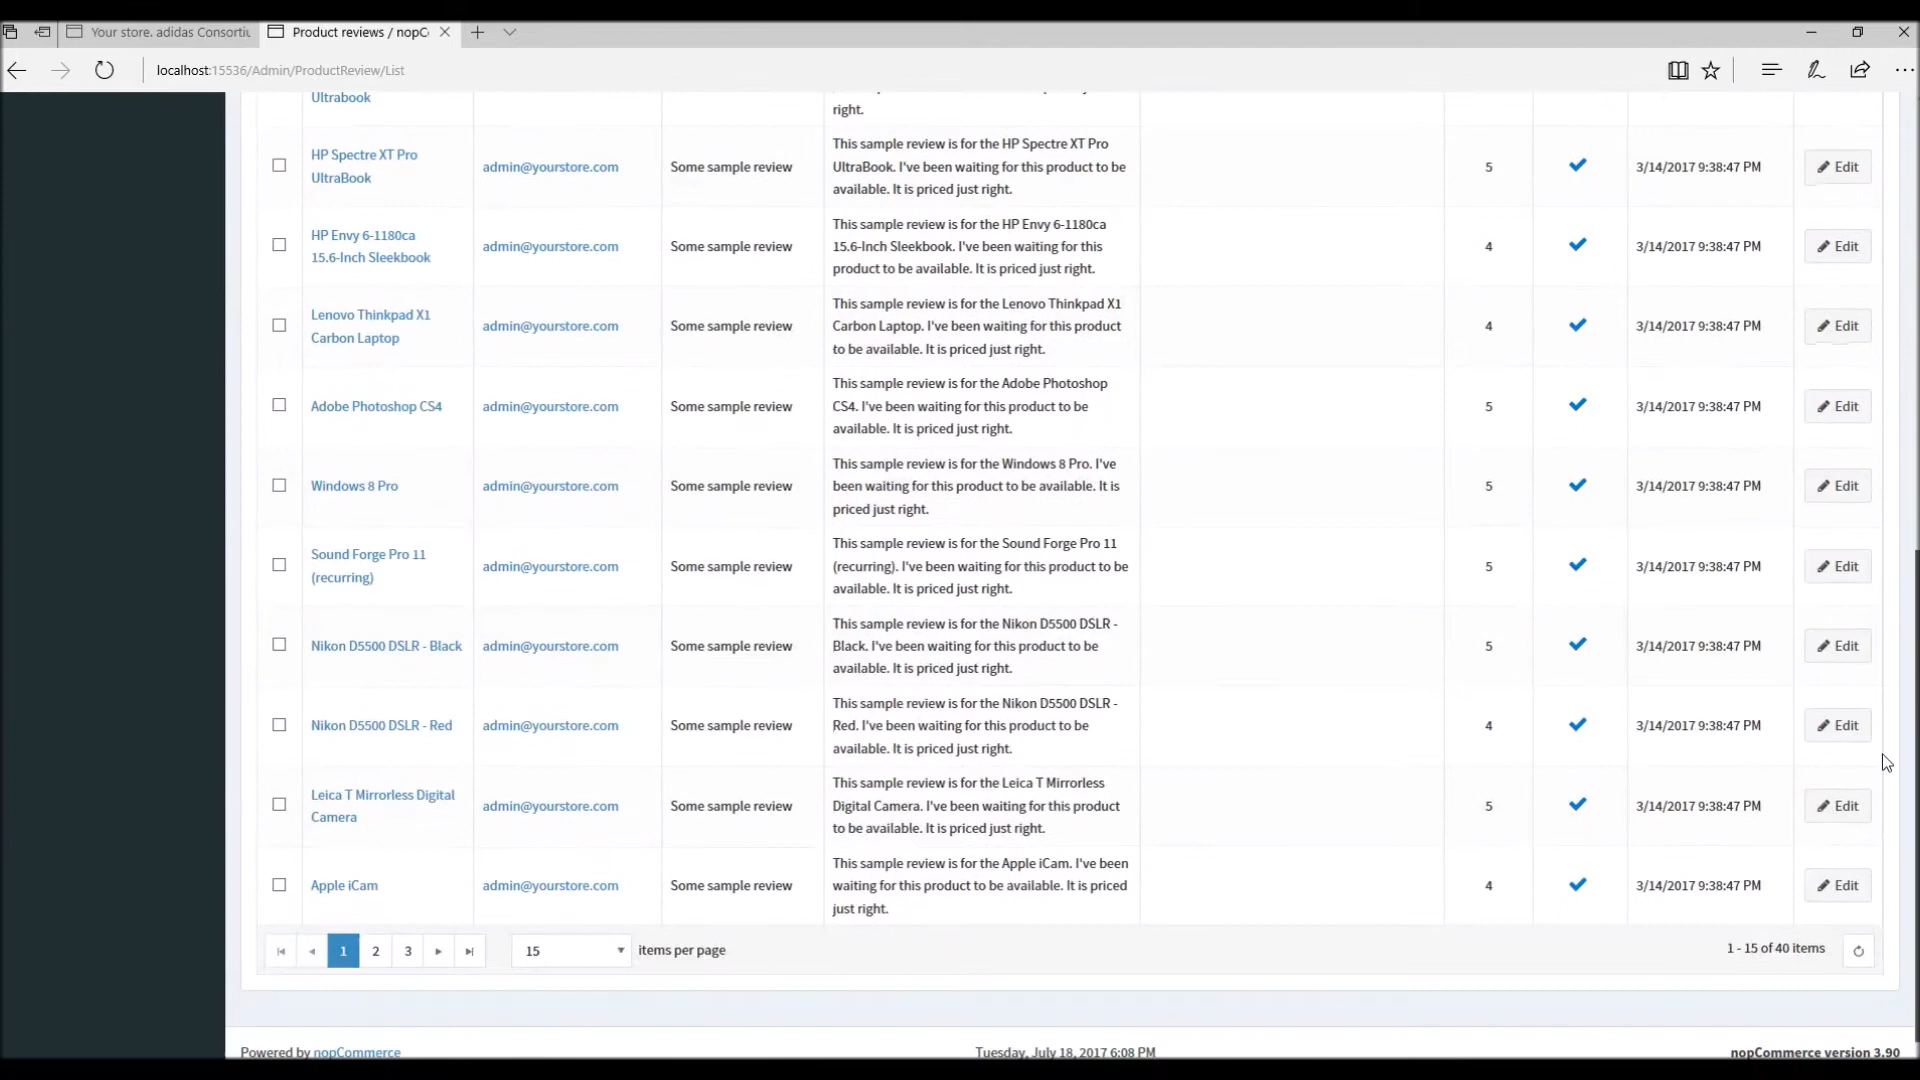 Your store. adidas Consortiu
Product reviews / nopC
localhost:15536/Admin/ProductReview/List
Ultrabook
right.
HP Spectre XT Pro
UltraBook
admin@yourstore.com
Some sample review
This sample review is for the HP Spectre XT Pro
UltraBook. I've been waiting for this product to be
available. It is priced just right.
5
3/14/2017 9:38:47 PM
Edit
HP Envy 6-1180ca
15.6-Inch Sleekbook
admin@yourstore.com
Some sample review
This sample review is for the HP Envy 6-1180ca
15.6-Inch Sleekbook. I've been waiting for this
product to be available. It is priced just right.
4
3/14/2017 9:38:47 PM
Edit
Lenovo Thinkpad X1
Carbon Laptop
admin@yourstore.com
Some sample review
This sample review is for the Lenovo Thinkpad X1
Carbon Laptop. I've been waiting for this product
to be available. It is priced just right.
4
3/14/2017 9:38:47 PM
Edit
Adobe Photoshop CS4
admin@yourstore.com
Some sample review
This sample review is for the Adobe Photoshop
CS4. I've been waiting for this product to be
available. It is priced just right.
5
3/14/2017 9:38:47 PM
Edit
Windows 8 Pro
admin@yourstore.com
Some sample review
This sample review is for the Windows 8 Pro. I've
been waiting for this product to be available. It is
priced just right.
5
3/14/2017 9:38:47 PM
Edit
Sound Forge Pro 11
(recurring)
admin@yourstore.com
Some sample review
This sample review is for the Sound Forge Pro 11
(recurring). I've been waiting for this product to be
available. It is priced just right.
5
3/14/2017 9:38:47 PM
Edit
Nikon D5500 DSLR - Black
admin@yourstore.com
Some sample review
This sample review is for the Nikon D5500 DSLR -
Black. I've been waiting for this product to be
available. It is priced just right.
5
3/14/2017 9:38:47 PM
Edit
Nikon D5500 DSLR - Red
admin@yourstore.com
Some sample review
This sample review is for the Nikon D5500 DSLR -
Red. I've been waiting for this product to be
available. It is priced just right.
4
3/14/2017 9:38:47 PM
Edit
Leica T Mirrorless Digital
Camera
admin@yourstore.com
Some sample review
This sample review is for the Leica T Mirrorless
Digital Camera. I've been waiting for this product
to be available. It is priced just right.
5
3/14/2017 9:38:47 PM
Edit
Apple iCam
admin@yourstore.com
Some sample review
This sample review is for the Apple iCam. I've been
waiting for this product to be available. It is priced
just right.
4
3/14/2017 9:38:47 PM
Edit
1 2 3
15 items per page
1 - 15 of 40 items
Powered by nopCommerce
Tuesday, July 18, 2017 6:08 PM
nopCommerce version 3.90